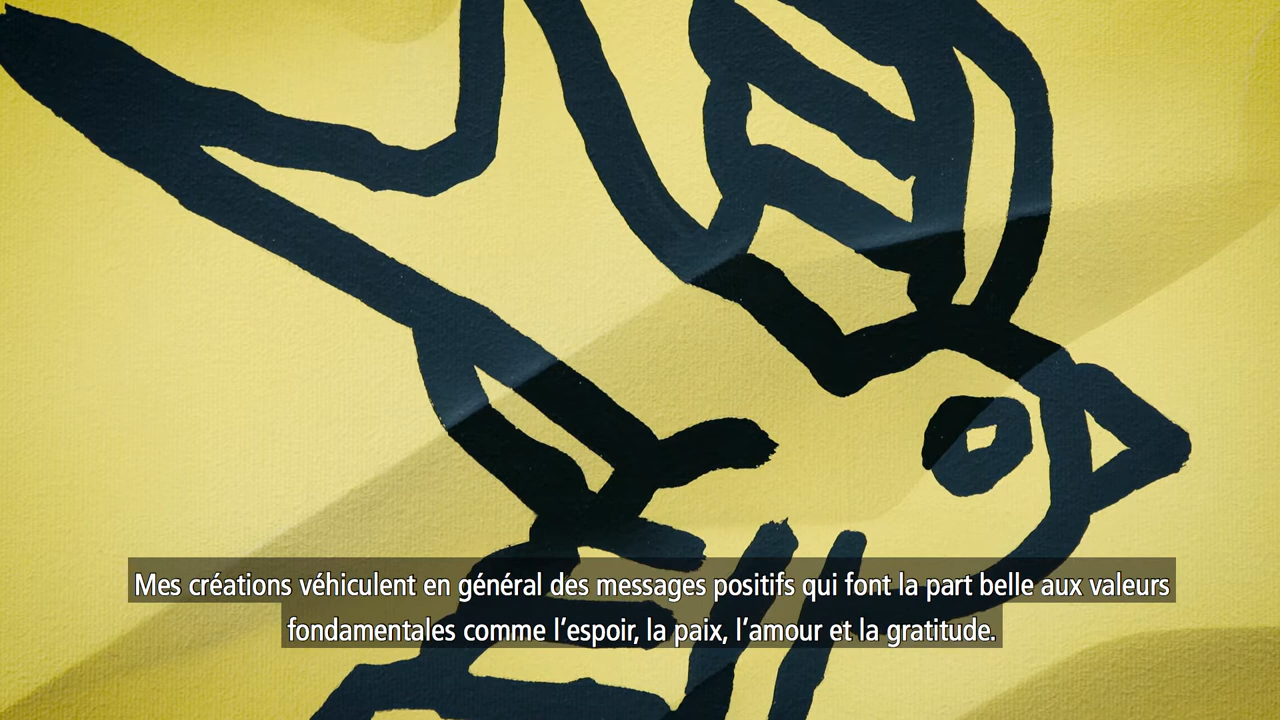 Mes créations véhiculent en général des messages positifs qui font la part belle aux valeurs
fondamentales comme l’espoir, la paix, l’amour et la gratitude.